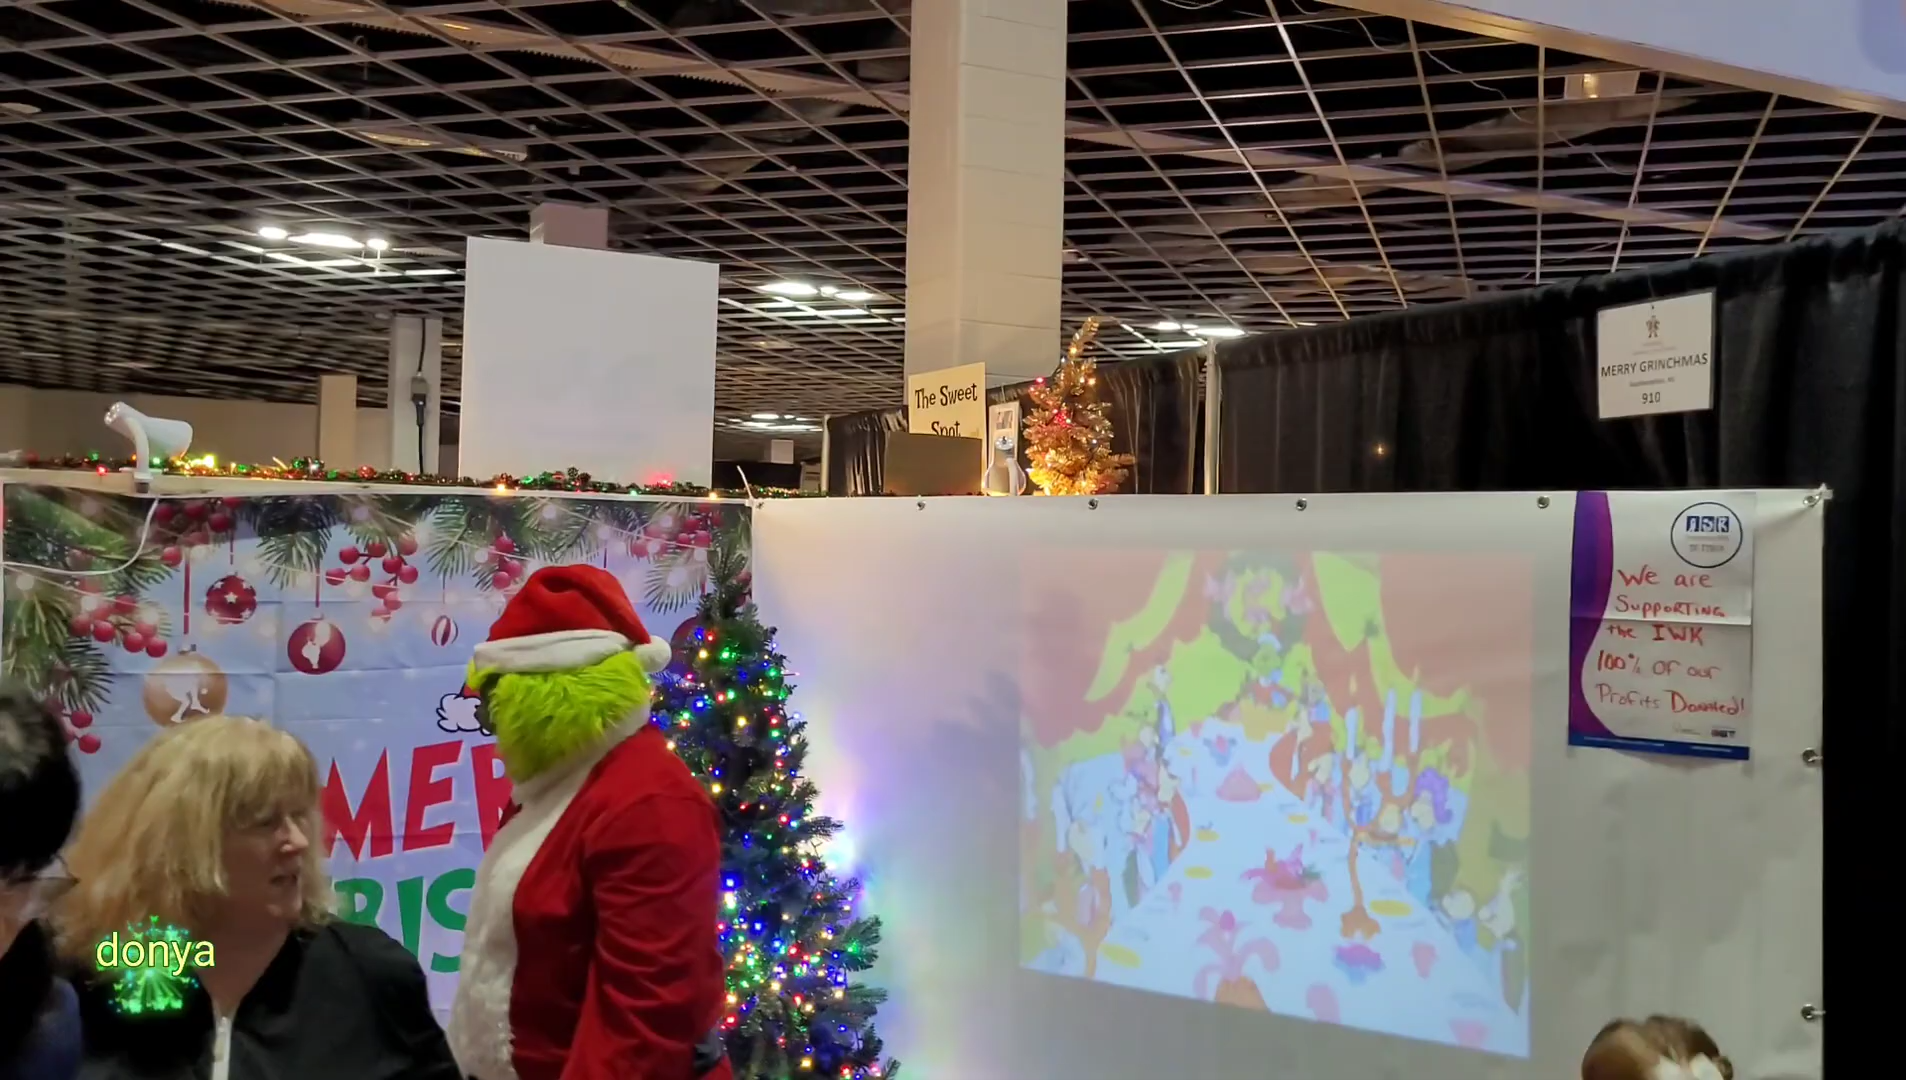 The Sweet
Spot
MERRY GRINCHMAS
910
We are
Supporting
the IWK
100% of our
Profits Donated!
MER
RIS
donya